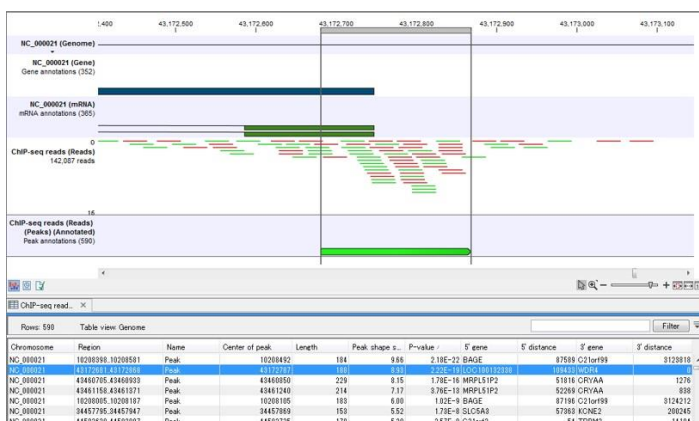 :,400 43,172,500 43,172,600 43,172,700 43,172,800 43,172,900 43,173,000 43,173,100
NC_000021 (Genome)
NC_000021 (Gene)
Gene annotations (352)
NC_000021 (mRNA)
mRNA annotations (365)
0
ChIP-seq reads (Reads)
142,087 reads
16
ChIP-seq reads (Reads)
(Peaks) (Annotated)
Peak annotations (590)
ChIP-seq read..
Rows: 590 Table view: Genome Filter
Chromosome Region Name Center of peak Length Peak shape s... P-value 5' gene 5' distance 3' gene 3' distance
NC_000021 10208398..10208581 Peak 10208492 184 9.66 2.18E-22 BAGE 87589 C21orf99 3123818
NC_000021 Peak 43172787 188 8.93 2.22E-19 109433 WDR4 0
NC_000021 43460705..43460933 Peak 43460850 229 8.15 1.78E-16 MRPL51P2 51816 CRYAA 1276
NC_000021 43461158..43461371 Peak 43461240 214 7.17 3.76E-13 MRPL51P2 52269 CRYAA 838
NC_000021 10208005..10208187 Peak 10208105 183 6.00 1.02E-9 BAGE 87196 C21orf99 3124212
NC_000021 34457795..34457947 Peak 34457869 153 5.52 1.73E-8 SLC5A3 57363 KCNE2 200245